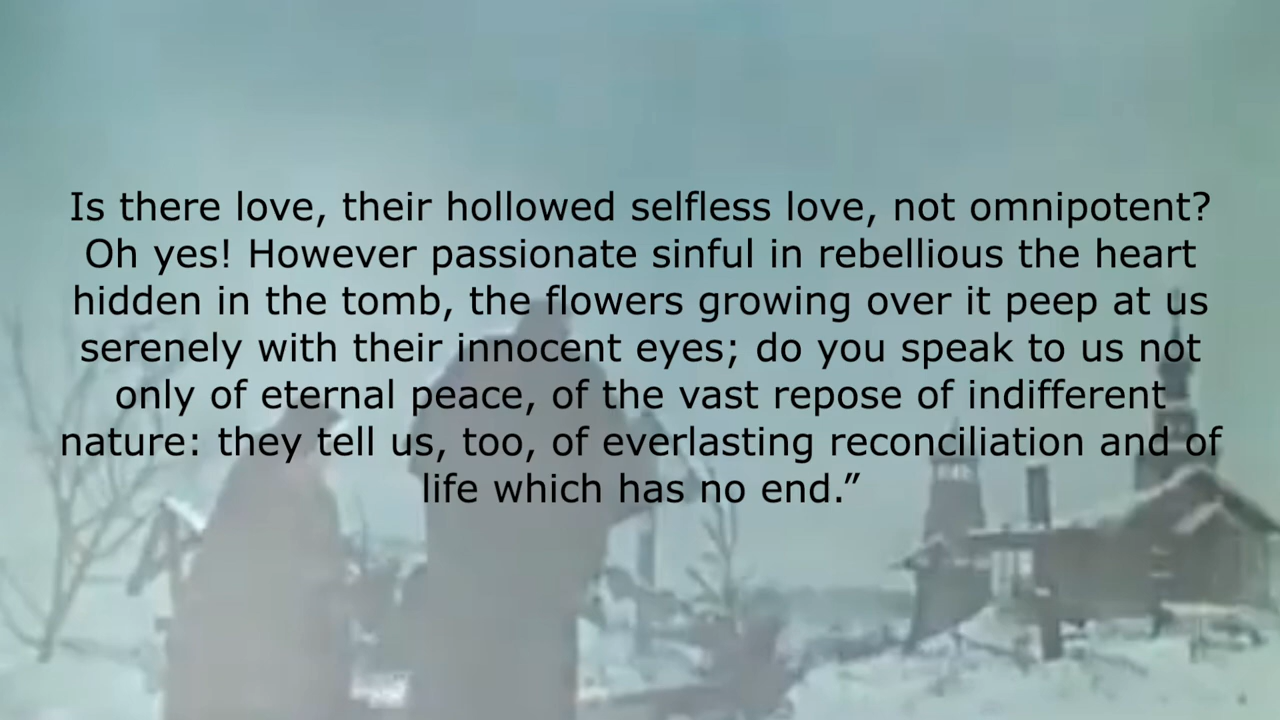 Is there love, their hollowed selfless love, not omnipotent?
Oh yes! However passionate sinful in rebellious the heart
hidden in the tomb, the flowers growing over it peep at us
serenely with their innocent eyes; do you speak to us not
only of eternal peace, of the vast repose of indifferent
nature: they tell us, too, of everlasting reconciliation and of
life which has no end.”